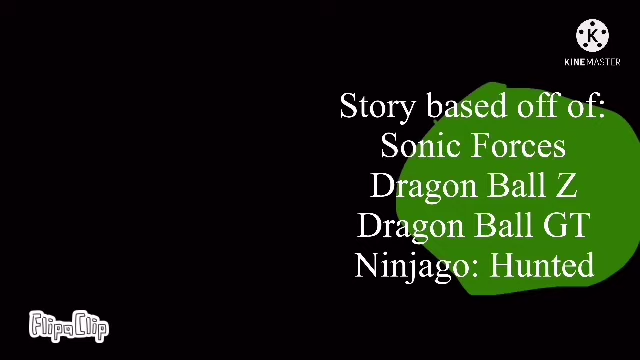 K
KINEMASTER
Story based off of:
Sonic Forces
Dragon Ball Z
Dragon Ball GT
Ninjago: Hunted
FlipaClip